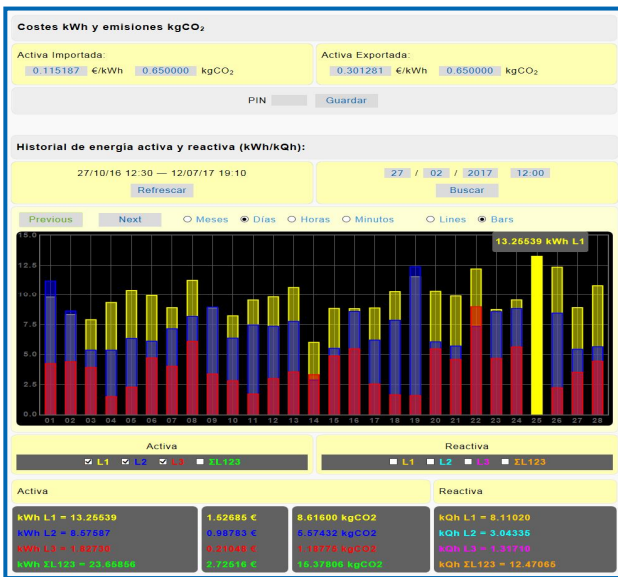 Costes kWh y emisiones kgCO₂
Activa Importada:
0.115187 €/kWh 0.650000 kgCO₂
Activa Exportada:
0.301281 €/kWh 0.650000 kgCO₂
PIN Guardar
Historial de energía activa y reactiva (kWh/kQh):
27/10/16 12:30 — 12/07/17 19:10
Refrescar
27 / 02 / 2017 12:00
Buscar
Previous Next Meses Días Horas Minutos Lines Bars
13.25539 kWh L1
15.0
12.5
10.0
7.5
5.0
2.5
0.0
01 02 03 04 05 06 07 08 09 10 11 12 13 14 15 16 17 18 19 20 21 22 23 24 25 26 27 28
Activa
L1 L2 L3 ΣL123
Reactiva
L1 L2 L3 ΣL123
Activa
Reactiva
kWh L1 = 13.25539 1.52685 € 8.61600 kgCO2 kQh L1 = 8.11020
kWh L2 = 8.57587 0.98783 € 5.57432 kgCO2 kQh L2 = 3.04335
kWh L3 = kgCO2 kQh L3 =
kWh ΣL123 = 23.65856 2.72516 € 15.37806 kgCO2 kQh ΣL123 = 12.47065